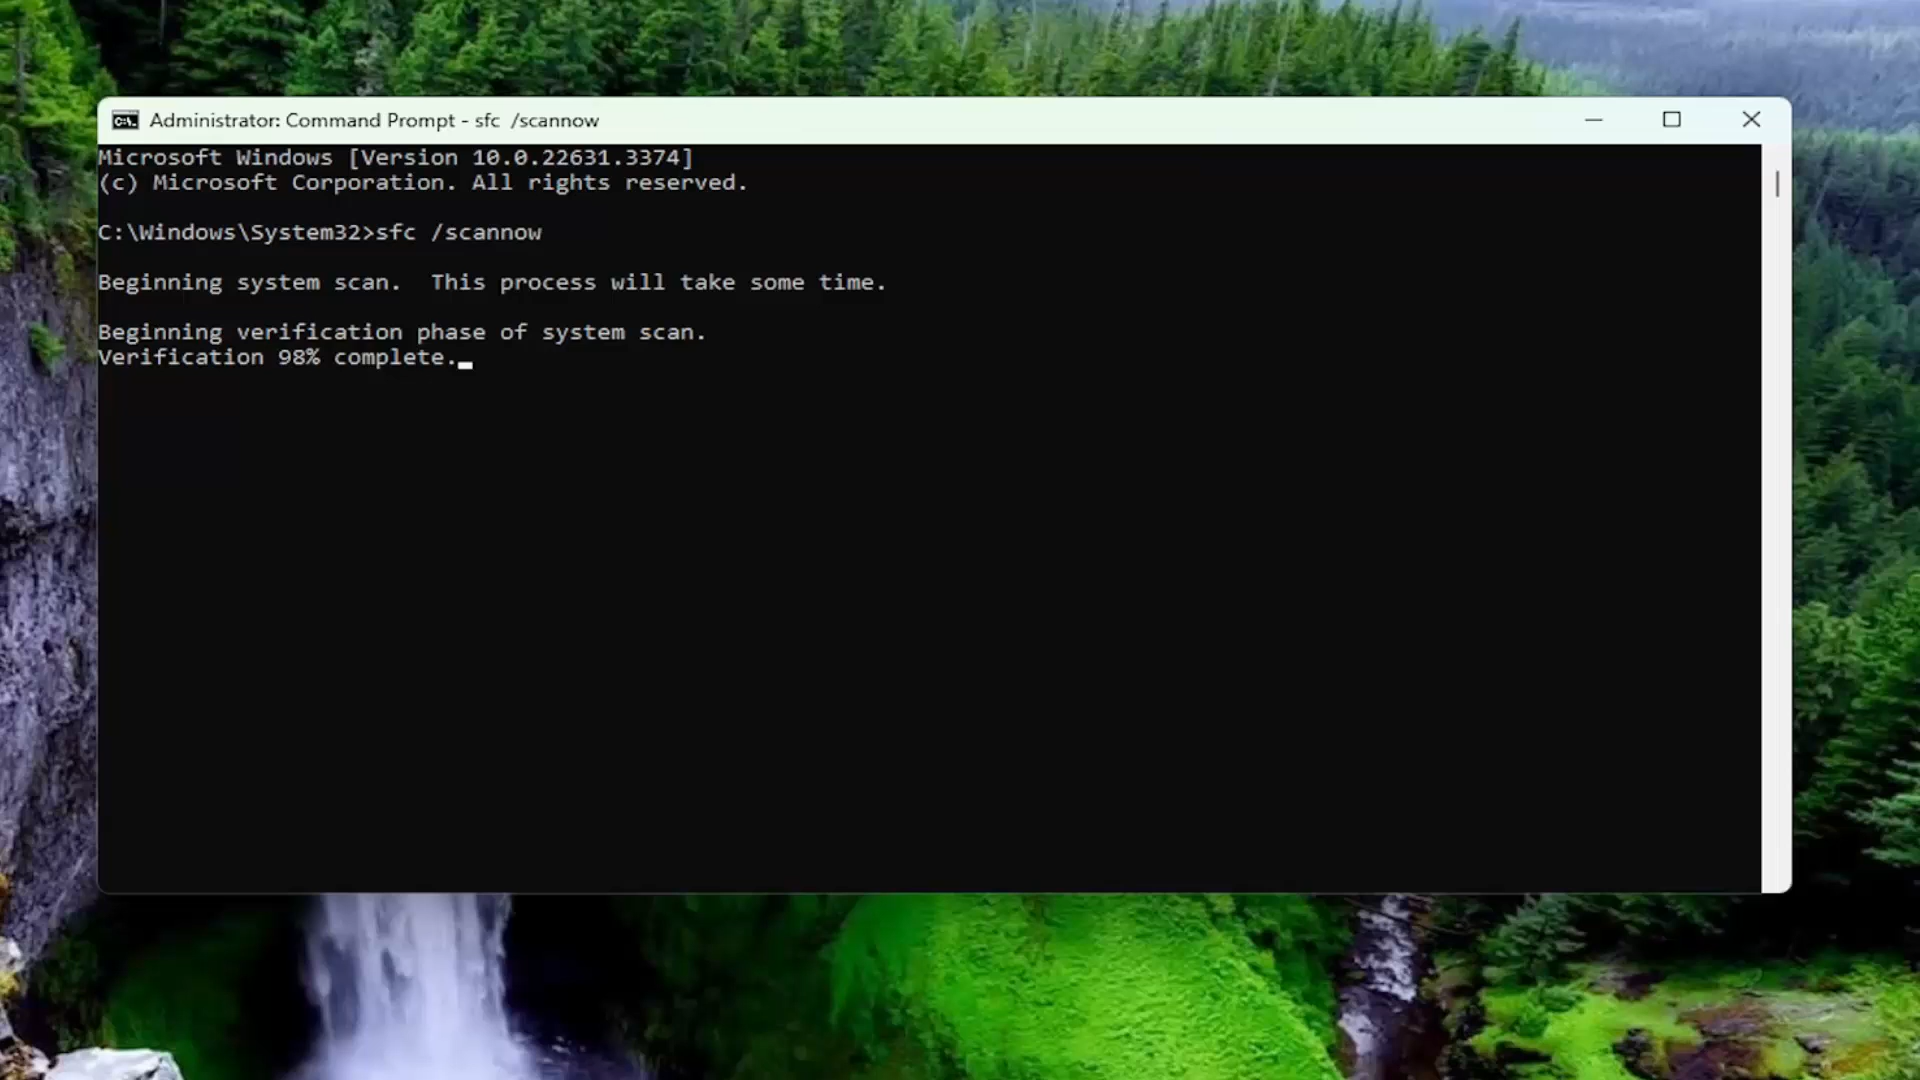 Administrator: Command Prompt - sfc  /scannow
Microsoft Windows [Version 10.0.22631.3374]
(c) Microsoft Corporation. All rights reserved.
C:\Windows\System32>sfc /scannow
Beginning system scan.  This process will take some time.
Beginning verification phase of system scan.
Verification 98% complete.